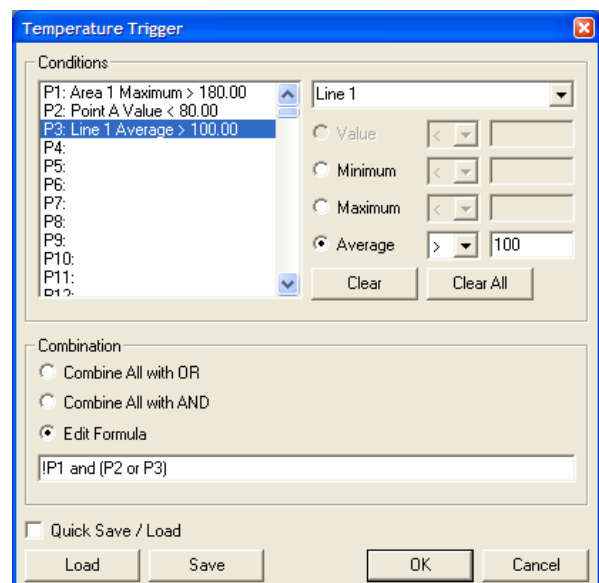 Temperature Trigger
Conditions
P1: Area 1 Maximum > 180.00
P2: Point A Value < 80.00
P3: Line 1 Average > 100.00
P4:
P5:
P6:
P7:
P8:
P9:
P10:
P11:
P12:
Line 1
Value <
Minimum <
Maximum <
Average > 100
Clear Clear All
Combination
Combine All with OR
Combine All with AND
Edit Formula
!P1 and (P2 or P3)
Quick Save / Load
Load Save OK Cancel